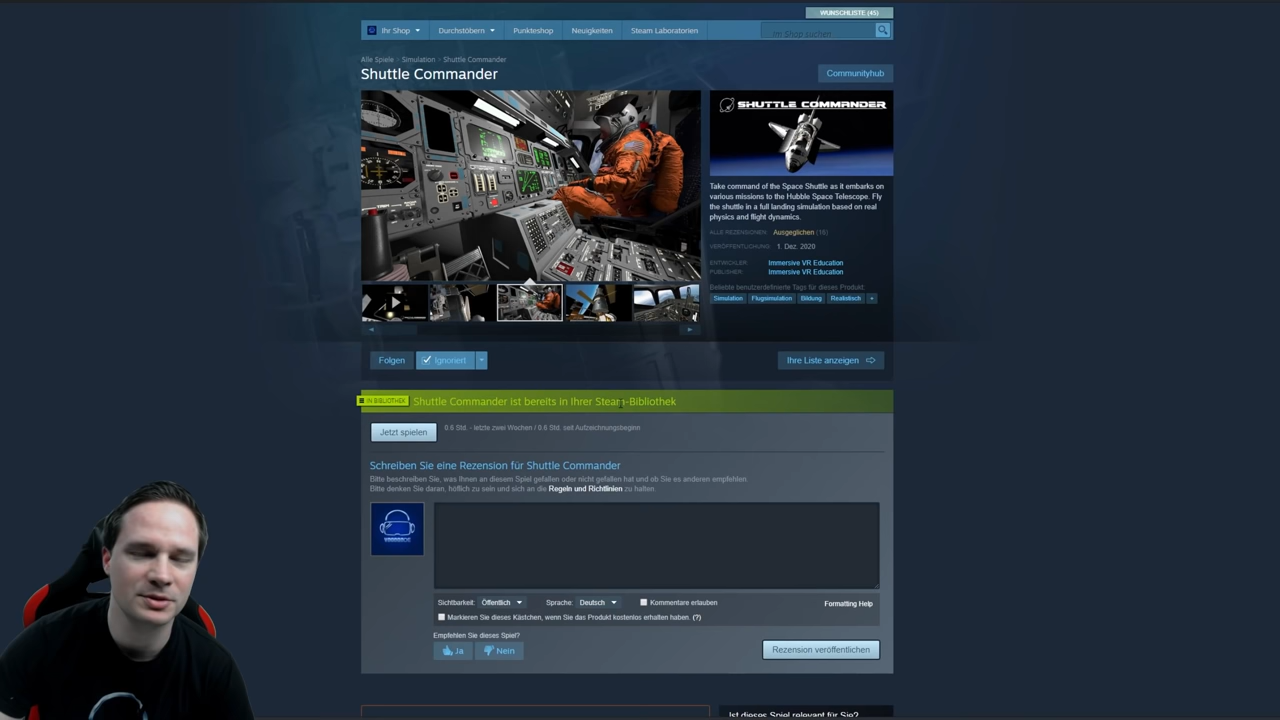 WUNSCHLISTE (45)
Ihr Shop
Durchstöbern
Punkteshop
Neuigkeiten
Steam Laboratorien
Im Shop suchen
Alle Spiele › Simulation › Shuttle Commander
Shuttle Commander
Communityhub
SHUTTLE COMMANDER
Take command of the Space Shuttle as it embarks on
various missions to the Hubble Space Telescope. Fly
the shuttle in a full landing simulation based on real
physics and flight dynamics.
ALLE REZENSIONEN: Ausgeglichen (16)
VERÖFFENTLICHUNG: 1. Dez. 2020
ENTWICKLER: Immersive VR Education
PUBLISHER: Immersive VR Education
Beliebte benutzerdefinierte Tags für dieses Produkt:
Simulation Flugsimulation Bildung Realistisch +
Folgen
Ignoriert
Ihre Liste anzeigen
IN BIBLIOTHEK
Shuttle Commander ist bereits in Ihrer Steam-Bibliothek
Jetzt spielen
0.6 Std. - letzte zwei Wochen / 0.6 Std. seit Aufzeichnungsbeginn
Schreiben Sie eine Rezension für Shuttle Commander
Bitte beschreiben Sie, was Ihnen an diesem Spiel gefallen oder nicht gefallen hat und ob Sie es anderen empfehlen.
Bitte denken Sie daran, höflich zu sein und sich an die Regeln und Richtlinien zu halten.
Sichtbarkeit: Öffentlich
Sprache: Deutsch
Kommentare erlauben
Formatting Help
Markieren Sie dieses Kästchen, wenn Sie das Produkt kostenlos erhalten haben. (?)
Empfehlen Sie dieses Spiel?
Ja
Nein
Rezension veröffentlichen
Ist dieses Spiel relevant für Sie?